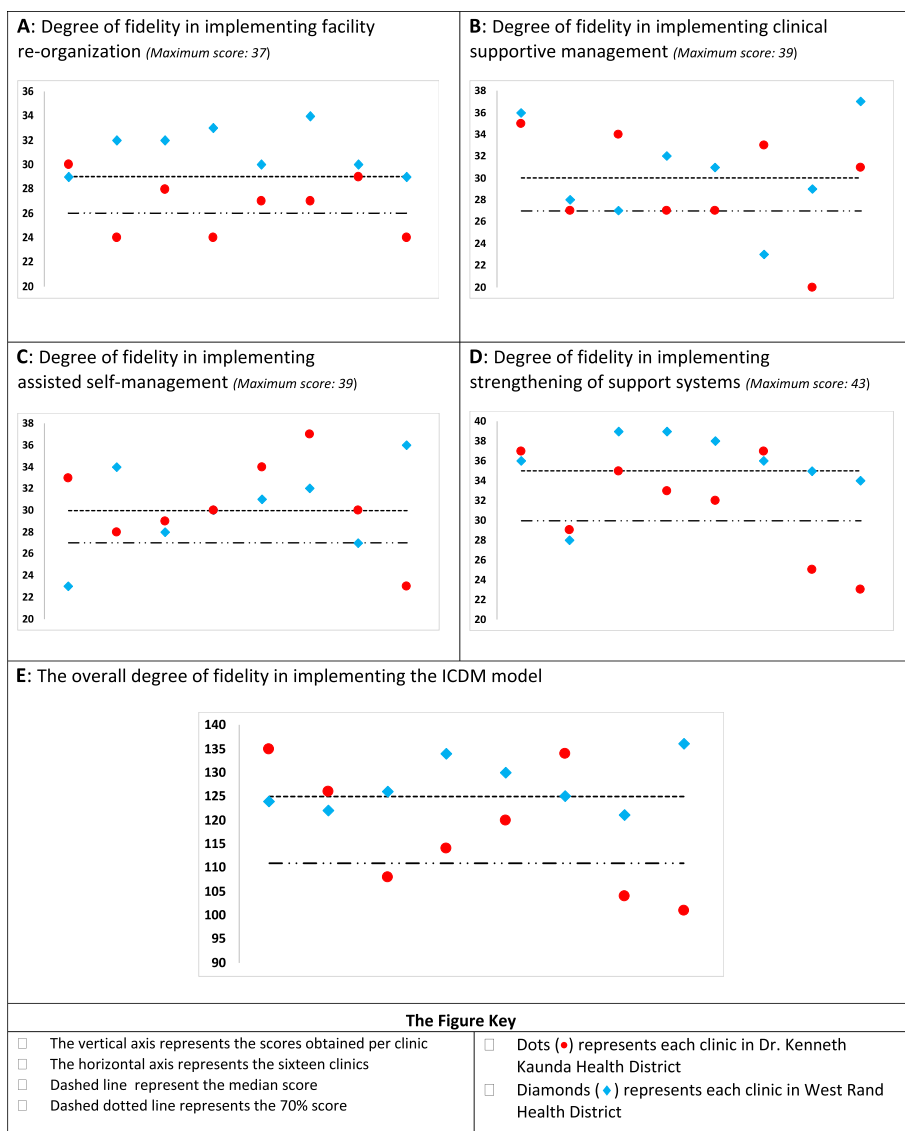 A: Degree of fidelity in implementing facility
re-organization (Maximum score: 37)
36
34
32
30
28
26
24
22
20
B: Degree of fidelity in implementing clinical
supportive management (Maximum score: 39)
38
36
34
32
30
28
26
24
22
20
C: Degree of fidelity in implementing
assisted self-management (Maximum score: 39)
38
36
34
32
30
28
26
24
22
20
D: Degree of fidelity in implementing
strengthening of support systems (Maximum score: 43)
40
38
36
34
32
30
28
26
24
22
20
E: The overall degree of fidelity in implementing the ICDM model
140
135
130
125
120
115
110
105
100
95
90
The Figure Key
The vertical axis represents the scores obtained per clinic
The horizontal axis represents the sixteen clinics
Dashed line represent the median score
Dashed dotted line represents the 70% score
Dots (●) represents each clinic in Dr. Kenneth
Kaunda Health District
Diamonds (♦) represents each clinic in West Rand
Health District